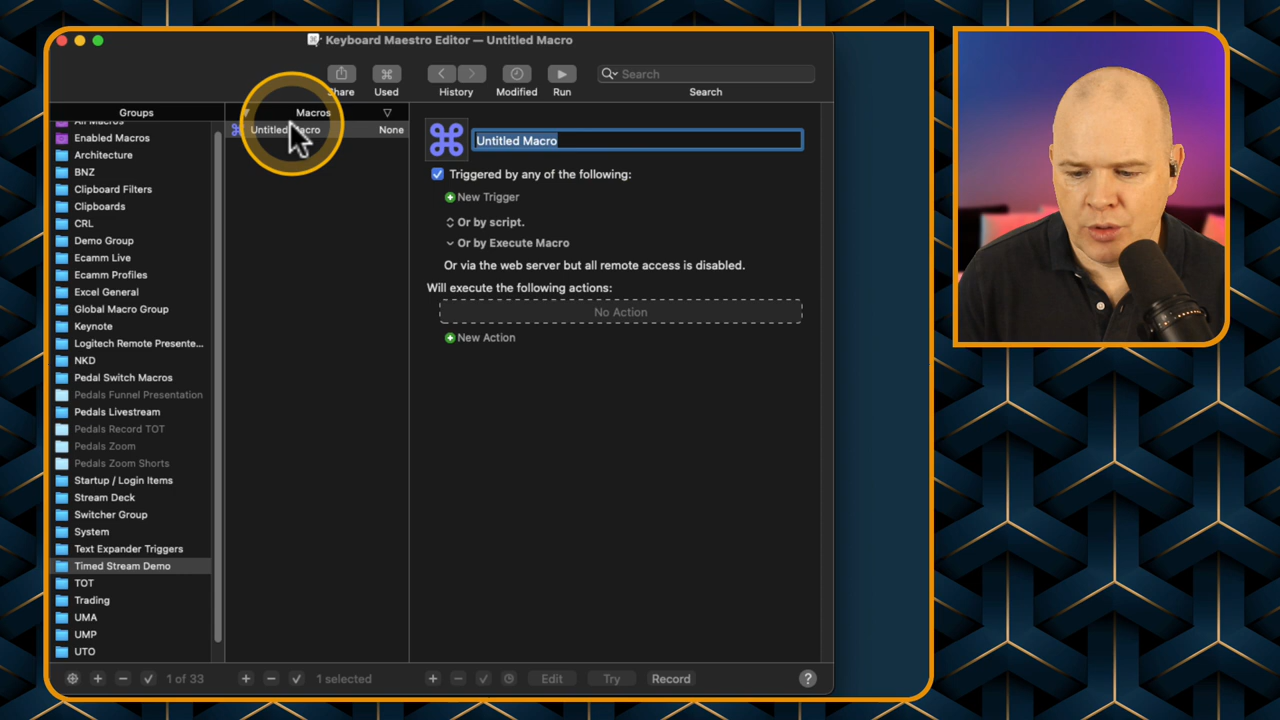 Keyboard Maestro Editor — Untitled Macro
Share
Used
History
Modified
Run
Search
Search
Groups
Macros
All Macros
Enabled Macros
Architecture
BNZ
Clipboard Filters
Clipboards
CRL
Demo Group
Ecamm Live
Ecamm Profiles
Excel General
Global Macro Group
Keynote
Logitech Remote Presente...
NKD
Pedal Switch Macros
Pedals Funnel Presentation
Pedals Livestream
Pedals Record TOT
Pedals Zoom
Pedals Zoom Shorts
Startup / Login Items
Stream Deck
Switcher Group
System
Text Expander Triggers
Timed Stream Demo
TOT
Trading
UMA
UMP
UTO
1 of 33
Untitled Macro None
1 selected
Untitled Macro
Triggered by any of the following:
New Trigger
Or by script.
Or by Execute Macro
Or via the web server but all remote access is disabled.
Will execute the following actions:
No Action
New Action
Edit
Try
Record
?